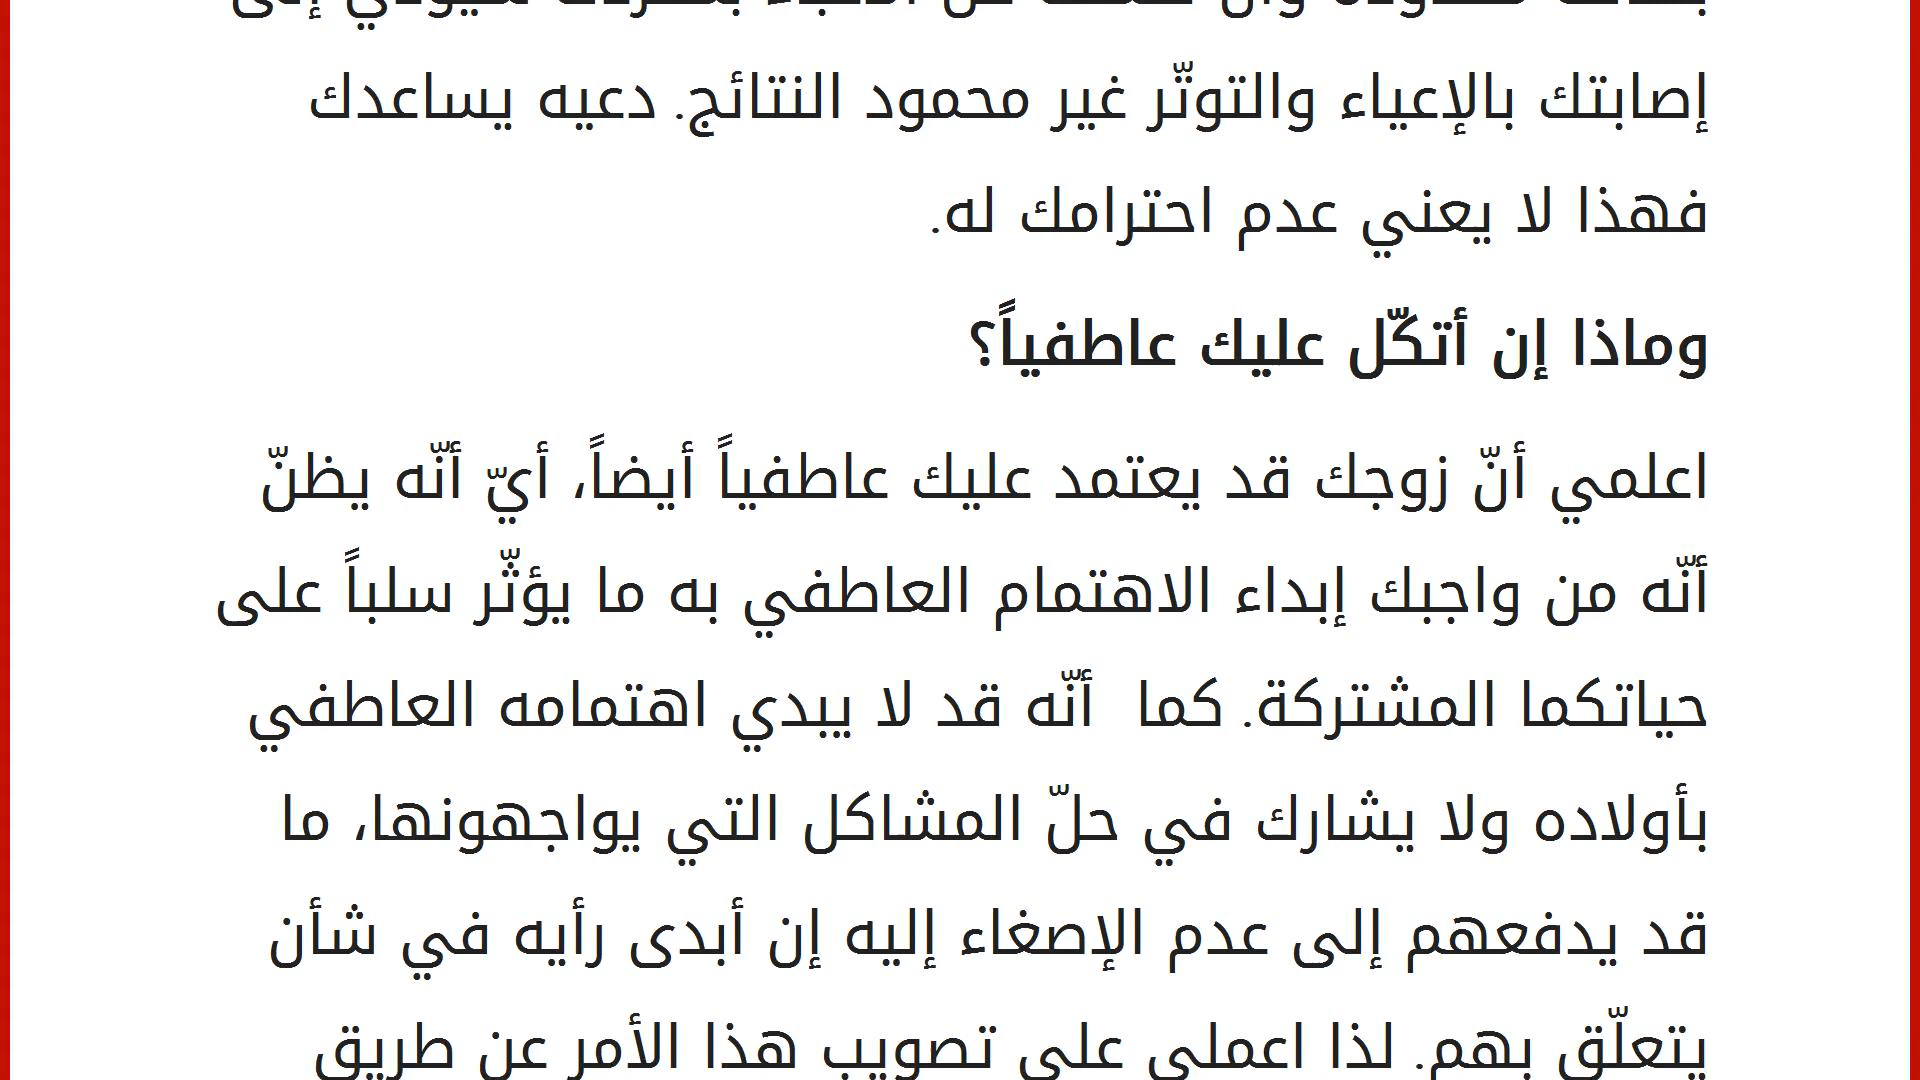 إصابتك بالإعياء والتوتّر غير محمود النتائج. دعيه يساعدك
فهذا لا يعني عدم احترامك له.
وماذا إن أتكّل عليك عاطفياً؟
اعلمي أنّ زوجك قد يعتمد عليك عاطفياً أيضاً، أيّ أنّه يظنّ
أنّه من واجبك إبداء الاهتمام العاطفي به ما يؤثّر سلباً على
حياتكما المشتركة. كما أنّه قد لا يبدي اهتمامه العاطفي
بأولاده ولا يشارك في حلّ المشاكل التي يواجهونها، ما
قد يدفعهم إلى عدم الإصغاء إليه إن أبدى رأيه في شأن
يتعلّق بهم. لذا اعملي على تصويب هذا الأمر عن طريق